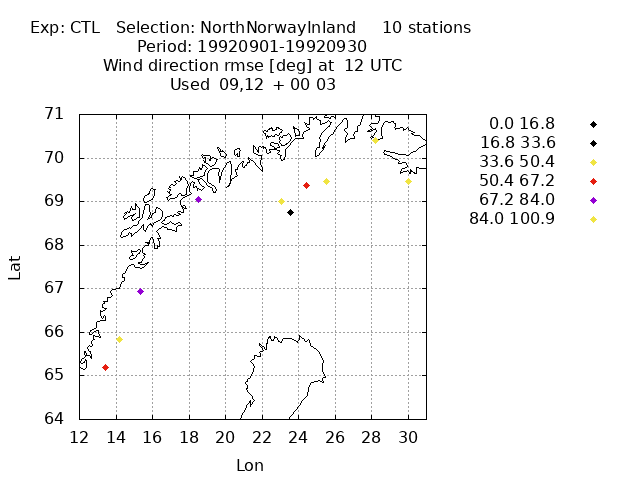 Exp: CTL Selection: NorthNorwayInland 10 stations
Period: 19920901-19920930
Wind direction rmse [deg] at 12 UTC
Used 09,12 + 00 03
71
70
69
68
67
66
65
64
Lat
12 14 16 18 20 22 24 26 28 30
Lon
0.0 16.8
16.8 33.6
33.6 50.4
50.4 67.2
67.2 84.0
84.0 100.9